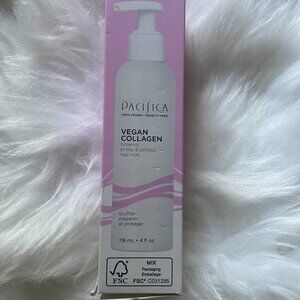 PACIFICA
100% VEGAN • CRUELTY-FREE
VEGAN
COLLAGEN
blowout
prime & protect
hair milk
souffler
préparer
et protéger
118 mL • 4 fl oz
FSC
MIX
Packaging
Emballage
FSC® C031295